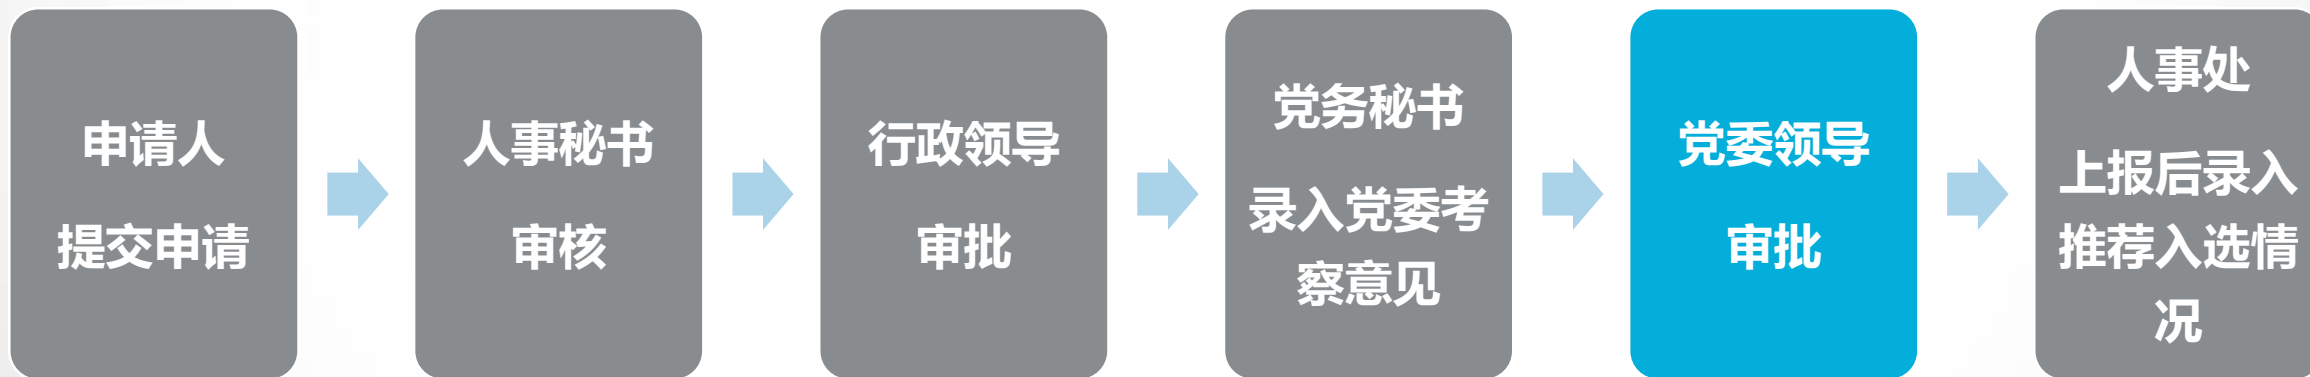 申请人
提交申请
人事秘书
审核
行政领导
审批
党务秘书
录入党委考
察意见
党委领导
审批
人事处
上报后录入
推荐入选情
况